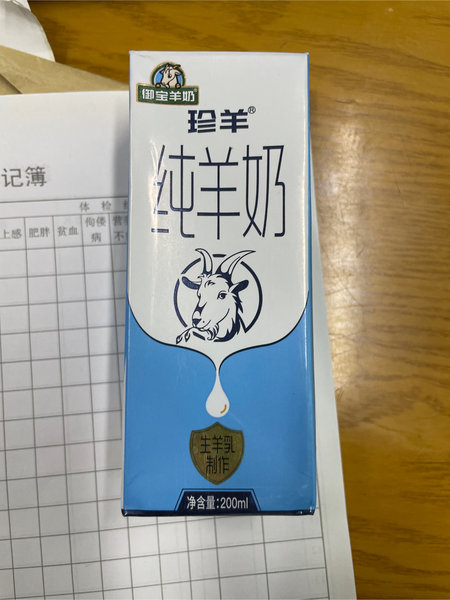 御宝羊奶
珍羊®
纯羊奶
生羊乳
制作
净含量:200ml
记簿
体 检
上感 肥胖 贫血 佝偻病